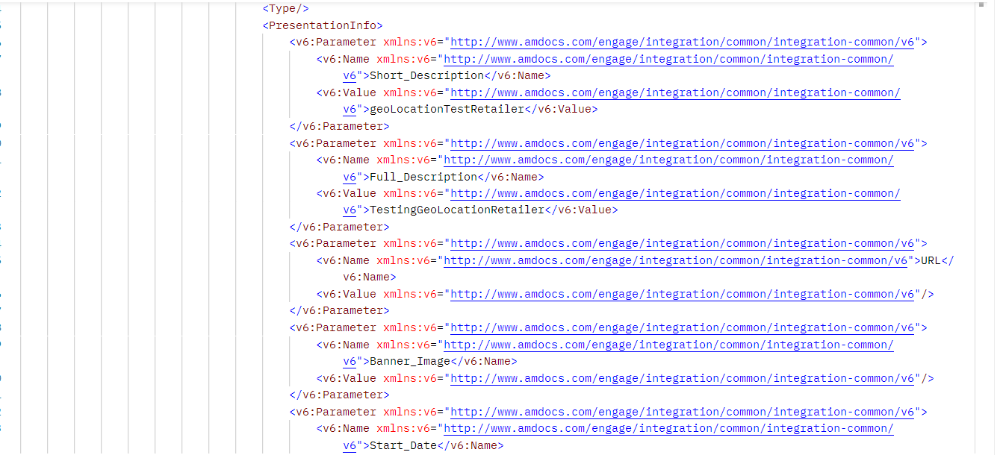 <Type/>
<PresentationInfo>
<v6:Parameter xmlns:v6="http://www.amdocs.com/engage/integration/common/integration-common/v6">
<v6:Name xmlns:v6="http://www.amdocs.com/engage/integration/common/integration-common/
v6">Short_Description</v6:Name>
<v6:Value xmlns:v6="http://www.amdocs.com/engage/integration/common/integration-common/
v6">geoLocationTestRetailer</v6:Value>
</v6:Parameter>
<v6:Parameter xmlns:v6="http://www.amdocs.com/engage/integration/common/integration-common/v6">
<v6:Name xmlns:v6="http://www.amdocs.com/engage/integration/common/integration-common/
v6">Full_Description</v6:Name>
<v6:Value xmlns:v6="http://www.amdocs.com/engage/integration/common/integration-common/
v6">TestingGeoLocationRetailer</v6:Value>
</v6:Parameter>
<v6:Parameter xmlns:v6="http://www.amdocs.com/engage/integration/common/integration-common/v6">
<v6:Name xmlns:v6="http://www.amdocs.com/engage/integration/common/integration-common/v6">URL</
v6:Name>
<v6:Value xmlns:v6="http://www.amdocs.com/engage/integration/common/integration-common/v6"/>
</v6:Parameter>
<v6:Parameter xmlns:v6="http://www.amdocs.com/engage/integration/common/integration-common/v6">
<v6:Name xmlns:v6="http://www.amdocs.com/engage/integration/common/integration-common/
v6">Banner_Image</v6:Name>
<v6:Value xmlns:v6="http://www.amdocs.com/engage/integration/common/integration-common/v6"/>
</v6:Parameter>
<v6:Parameter xmlns:v6="http://www.amdocs.com/engage/integration/common/integration-common/v6">
<v6:Name xmlns:v6="http://www.amdocs.com/engage/integration/common/integration-common/
v6">Start_Date</v6:Name>